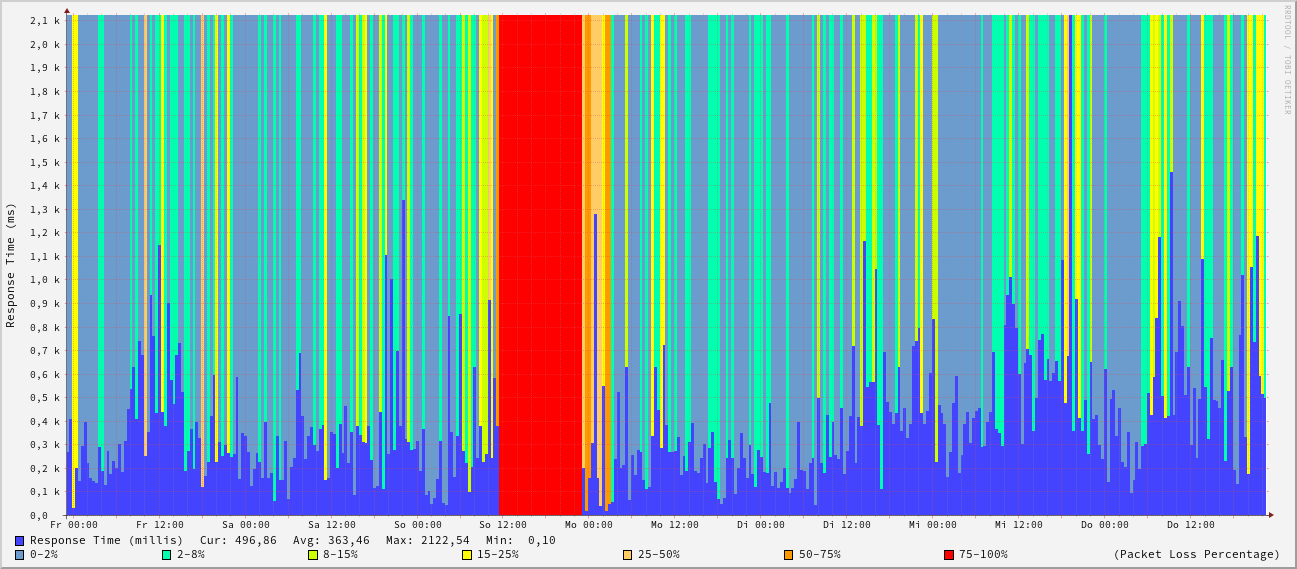 2,1 k
2,0 k
1,9 k
1,8 k
1,7 k
1,6 k
1,5 k
1,4 k
1,3 k
1,2 k
1,1 k
1,0 k
0,9 k
0,8 k
0,7 k
0,6 k
0,5 k
0,4 k
0,3 k
0,2 k
0,1 k
0,0
Response Time (ms)
RRDTOOL / TOBI OETIKER
Fr 00:00 Fr 12:00 Sa 00:00 Sa 12:00 So 00:00 So 12:00 Mo 00:00 Mo 12:00 Di 00:00 Di 12:00 Mi 00:00 Mi 12:00 Do 00:00 Do 12:00
Response Time (millis) Cur: 496,86 Avg: 363,46 Max: 2122,54 Min: 0,10
0-2% 2-8% 8-15% 15-25% 25-50% 50-75% 75-100% (Packet Loss Percentage)